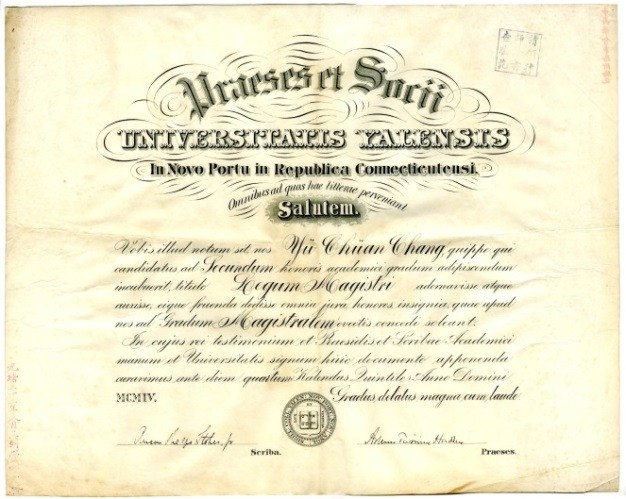 Praeses et Socii
UNIVERSITATIS YALENSIS
In Novo Portu in Republica Connecticutensi,
Omnibus ad quos hae litterae perveniant
Salutem.
Vobis illud notum sit, nos Yü Chüan Chang, quippe qui
candidatus ad Secundum honoris academici gradum adipiscendum
incubuerit, titulo Legum Magistri adornavisse atque
auxisse, eique fruenda dedisse omnia jura, honores, insignia, quae apud
nos ad Gradum Magistralem evectis concedi soleant.
In cujus rei testimonium et Praesidis et Scribae Academici
manum et Universitatis signum huic documento apponenda
curavimus ante diem quartum Kalendas Quintiles Anno Domini
MCMIV. Gradus delatus magna cum laude
Scriba. Praeses.